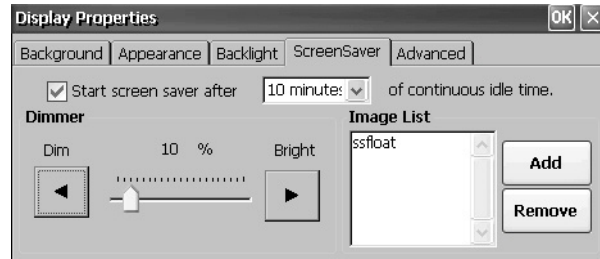 Display Properties OK ×
Background Appearance Backlight ScreenSaver Advanced
Start screen saver after 10 minutes of continuous idle time.
Dimmer Image List
Dim 10 % Bright ssfloat
Add
Remove